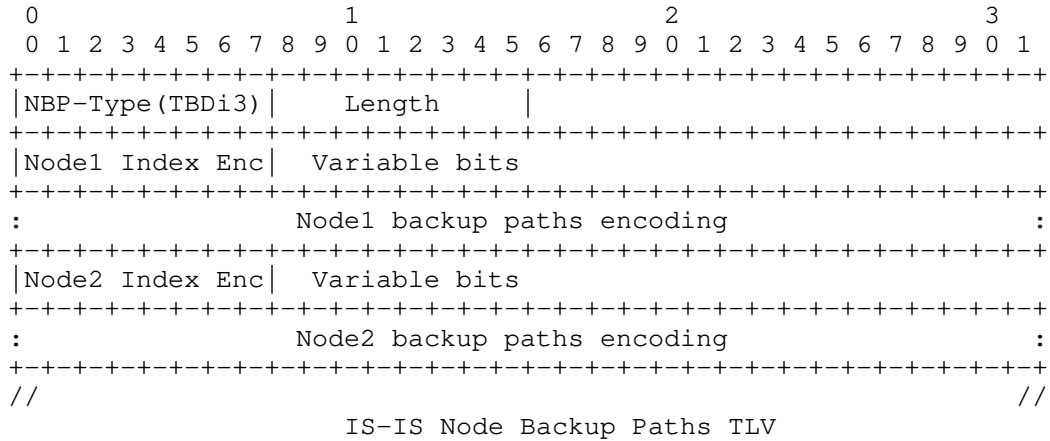 0                   1                   2                   3
 0 1 2 3 4 5 6 7 8 9 0 1 2 3 4 5 6 7 8 9 0 1 2 3 4 5 6 7 8 9 0 1
+-+-+-+-+-+-+-+-+-+-+-+-+-+-+-+-+-+-+-+-+-+-+-+-+-+-+-+-+-+-+-+-+
|NBP-Type(TBDi3)|    Length     |
+-+-+-+-+-+-+-+-+-+-+-+-+-+-+-+-+-+-+-+-+-+-+-+-+-+-+-+-+-+-+-+-+
|Node1 Index Enc|  Variable bits
+-+-+-+-+-+-+-+-+-+-+-+-+-+-+-+-+-+-+-+-+-+-+-+-+-+-+-+-+-+-+-+-+
:                 Node1 backup paths encoding                   :
+-+-+-+-+-+-+-+-+-+-+-+-+-+-+-+-+-+-+-+-+-+-+-+-+-+-+-+-+-+-+-+-+
|Node2 Index Enc|  Variable bits
+-+-+-+-+-+-+-+-+-+-+-+-+-+-+-+-+-+-+-+-+-+-+-+-+-+-+-+-+-+-+-+-+
:                 Node2 backup paths encoding                   :
+-+-+-+-+-+-+-+-+-+-+-+-+-+-+-+-+-+-+-+-+-+-+-+-+-+-+-+-+-+-+-+-+
//                                                             //
                    IS-IS Node Backup Paths TLV